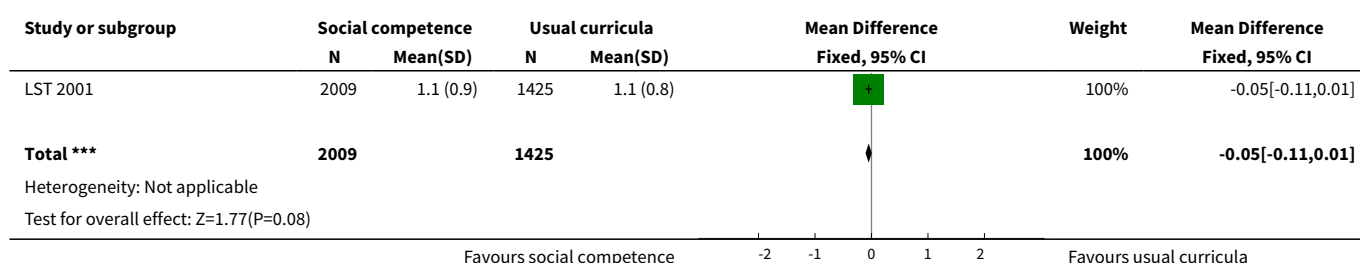 Study or subgroup Social competence Usual curricula Mean Difference Weight Mean Difference
N Mean(SD) N Mean(SD) Fixed, 95% CI Fixed, 95% CI
LST 2001 2009 1.1 (0.9) 1425 1.1 (0.8) 100% -0.05[-0.11,0.01]
Total *** 2009 1425 100% -0.05[-0.11,0.01]
Heterogeneity: Not applicable
Test for overall effect: Z=1.77(P=0.08)
Favours social competence -2 -1 0 1 2 Favours usual curricula